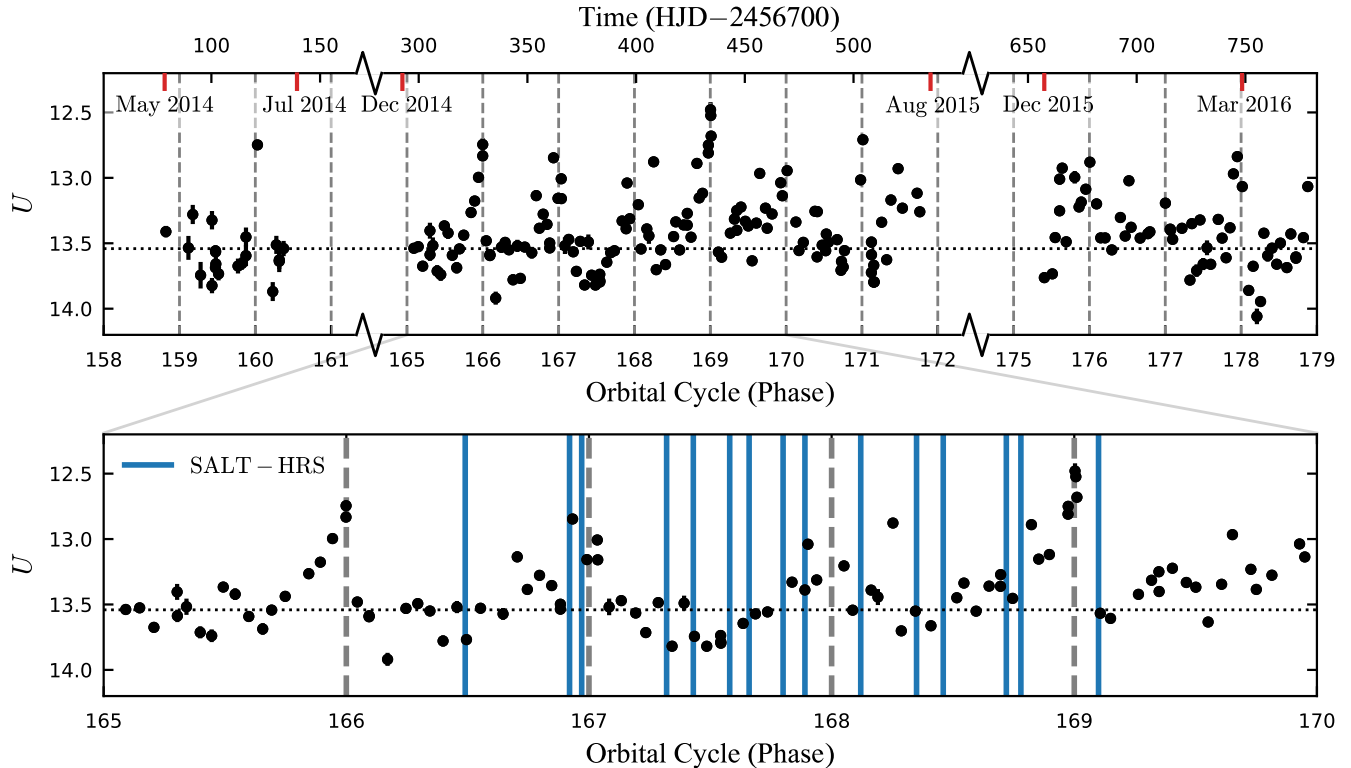 Time (HJD−2456700)
100 150 300 350 400 450 500 650 700 750
May 2014 Jul 2014 Dec 2014 Aug 2015 Dec 2015 Mar 2016
12.5
13.0
U
13.5
14.0
158 159 160 161 165 166 167 168 169 170 171 172 175 176 177 178 179
Orbital Cycle (Phase)
SALT − HRS
12.5
13.0
U
13.5
14.0
165 166 167 168 169 170
Orbital Cycle (Phase)